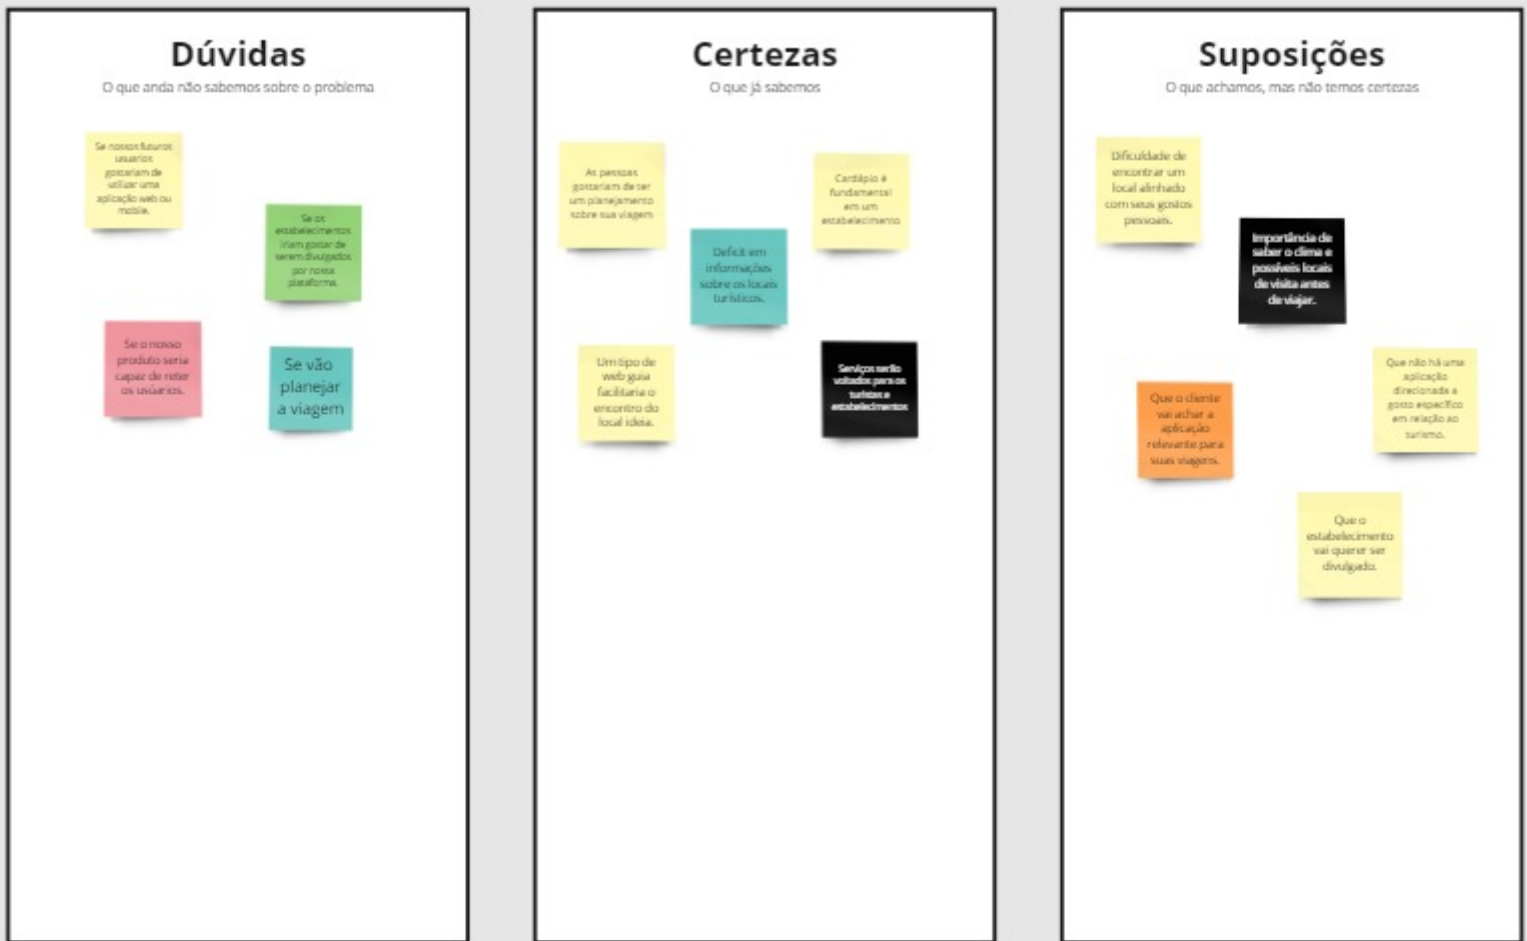 Dúvidas
O que anda não sabemos sobre o problema
Se nossos futuros
usuarios
gostariam de
utilizar uma
aplicação web ou
mobile.
Se os
estabelecimentos
iriam gostar de
serem divulgados
por nossa
plataforma.
Se o nosso
produto seria
capaz de reter
os usúarios.
Se vão
planejar
a viagem
Certezas
O que já sabemos
As pessoas
gostariam de ter
um planejamento
sobre sua viagem
Cardápio é
fundamental
em um
estabelecimento
Deficit em
informações
sobre os locais
turísticos.
Um tipo de
web guia
facilitaria o
encontro do
local ideia.
Serviços serão
voltados para os
turistas e
estabelecimentos
Suposições
O que achamos, mas não temos certezas
Dificuldade de
encontrar um
local alinhado
com seus gostos
pessoais.
Importância de
saber o clima e
possíveis locais
de visita antes
de viajar.
Que não há uma
aplicação
direcionada a
gosto específico
em relação ao
turismo.
Que o cliente
vai achar a
aplicação
relevante para
suas viagens.
Que o
estabelecimento
vai querer ser
divulgado.